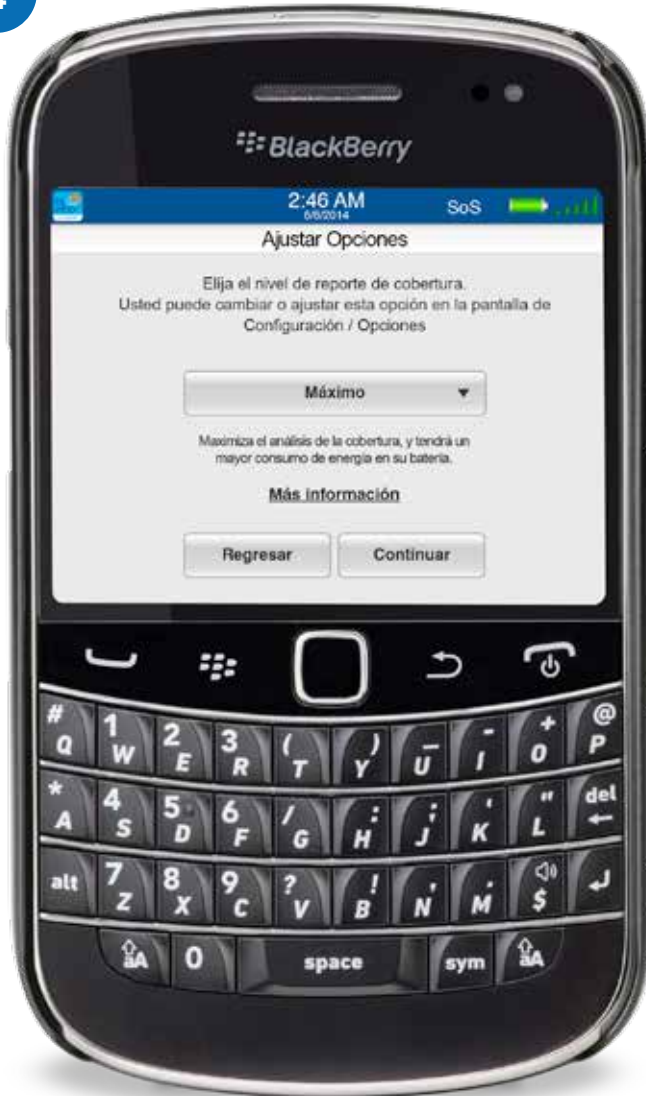 BlackBerry
2:46 AM
6/6/2014
SoS
Ajustar Opciones
Elija el nivel de reporte de cobertura.
Usted puede cambiar o ajustar esta opción en la pantalla de
Configuración / Opciones
Máximo
Maximiza el análisis de la cobertura, y tendrá un
mayor consumo de energía en su batería.
Más información
Regresar Continuar
# 1 2 3 ( ) _ - + @
Q W E R T Y U I O P
* 4 5 6 / : ; ' " del
A S D F G H J K L
alt 7 8 9 ? ! , . $
Z X C V B N M
aA 0 space sym aA